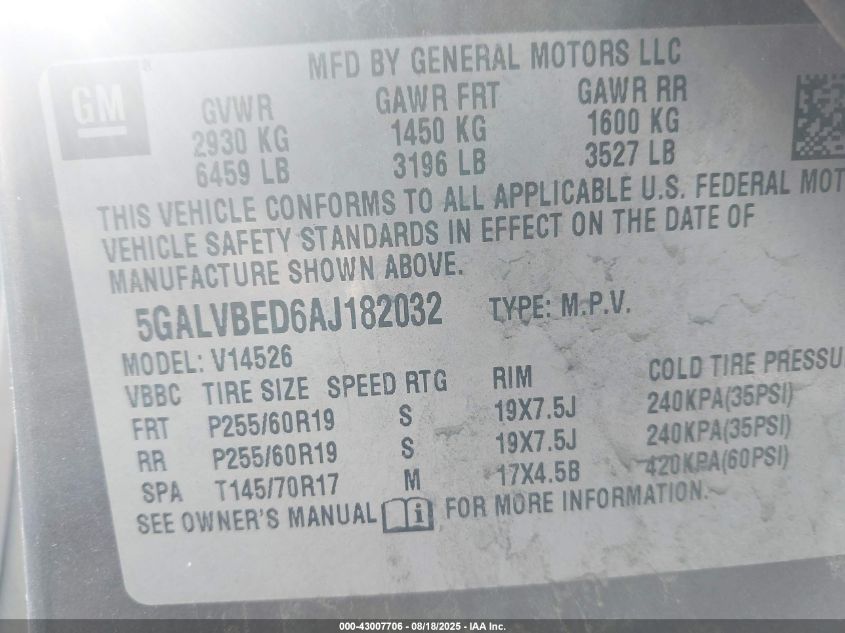 MFD BY GENERAL MOTORS LLC
GM
GVWR GAWR FRT GAWR RR
2930 KG 1450 KG 1600 KG
6459 LB 3196 LB 3527 LB
THIS VEHICLE CONFORMS TO ALL APPLICABLE U.S. FEDERAL MOT
VEHICLE SAFETY STANDARDS IN EFFECT ON THE DATE OF
MANUFACTURE SHOWN ABOVE.
5GALVBED6AJ182032 TYPE: M.P.V.
MODEL: V14526
VBBC TIRE SIZE SPEED RTG RIM COLD TIRE PRESSU
FRT P255/60R19 S 19X7.5J 240KPA(35PSI)
RR P255/60R19 S 19X7.5J 240KPA(35PSI)
SPA T145/70R17 M 17X4.5B 420KPA(60PSI)
SEE OWNER'S MANUAL i FOR MORE INFORMATION.
000-43007706 - 08/18/2025 - IAA Inc.